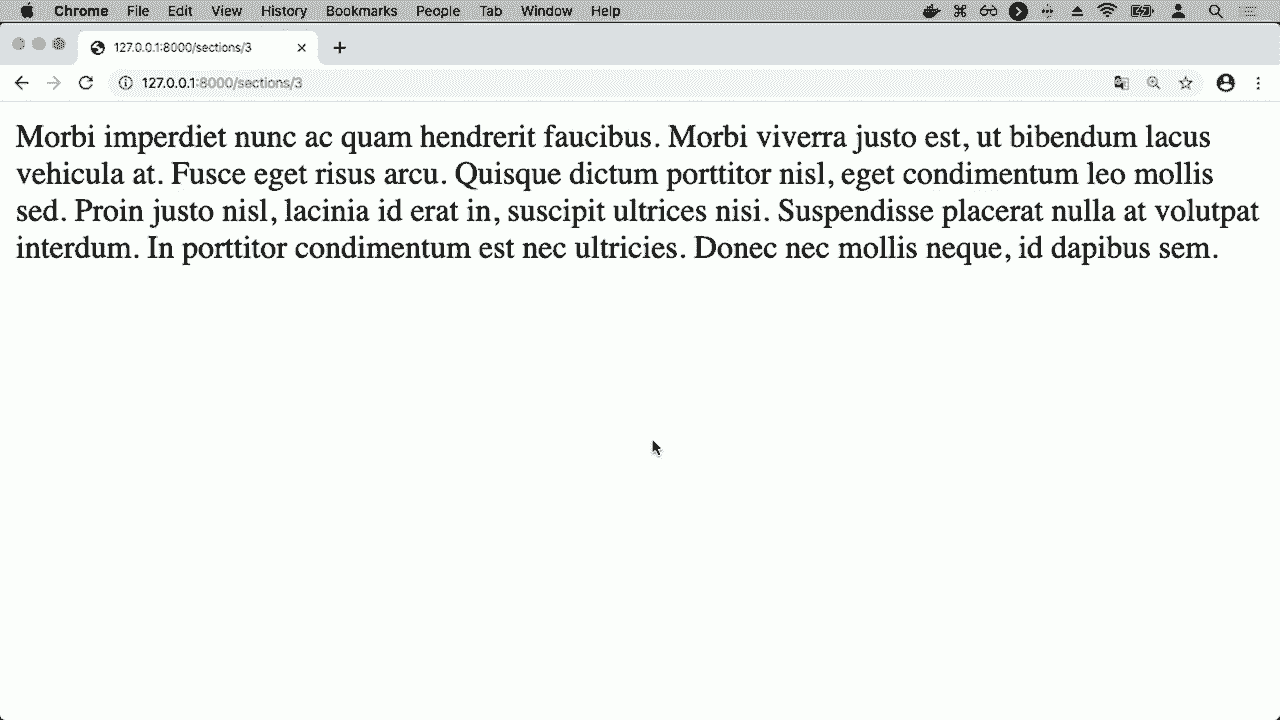 Chrome File Edit View History Bookmarks People Tab Window Help
127.0.0.1:8000/sections/3
127.0.0.1:8000/sections/3
Morbi imperdiet nunc ac quam hendrerit faucibus. Morbi viverra justo est, ut bibendum lacus
vehicula at. Fusce eget risus arcu. Quisque dictum porttitor nisl, eget condimentum leo mollis
sed. Proin justo nisl, lacinia id erat in, suscipit ultrices nisi. Suspendisse placerat nulla at volutpat
interdum. In porttitor condimentum est nec ultricies. Donec nec mollis neque, id dapibus sem.